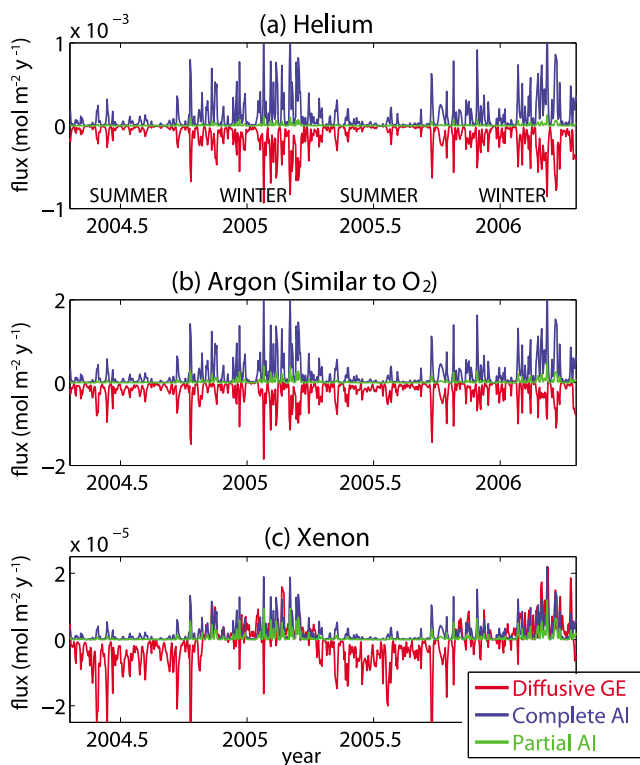 (a) Helium
x 10⁻³
1
0
−1
flux (mol m⁻² y⁻¹)
SUMMER WINTER SUMMER WINTER
2004.5 2005 2005.5 2006
(b) Argon (Similar to O₂)
2
0
−2
flux (mol m⁻² y⁻¹)
2004.5 2005 2005.5 2006
(c) Xenon
x 10⁻⁵
2
0
−2
flux (mol m⁻² y⁻¹)
2004.5 2005 2005.5
year
Diffusive GE
Complete AI
Partial AI